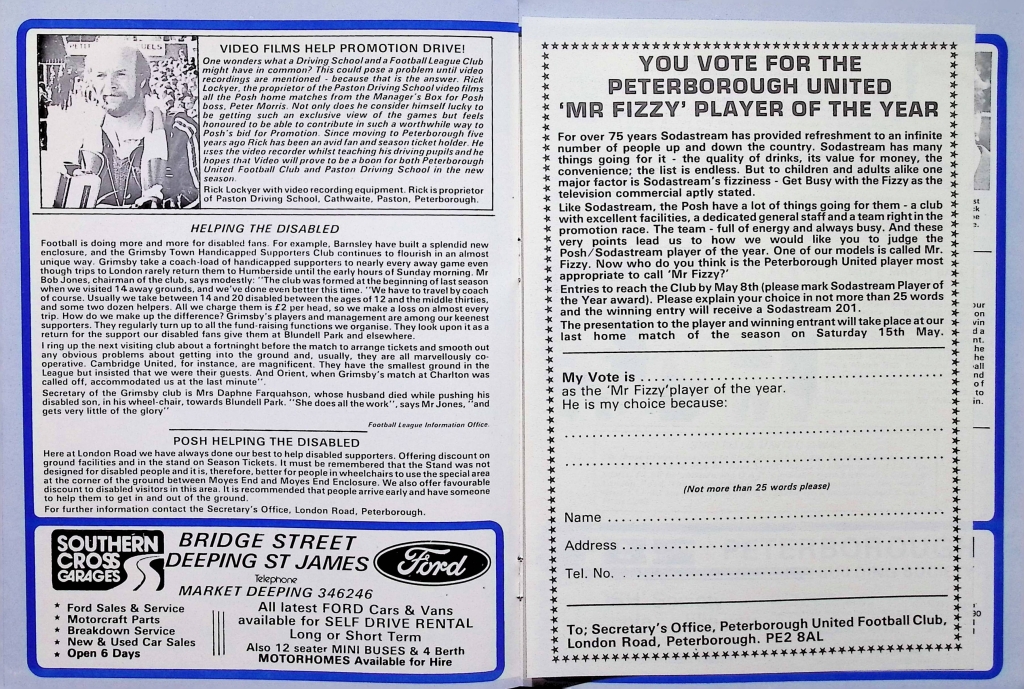 VIDEO FILMS HELP PROMOTION DRIVE!
One wonders what a Driving School and a Football League Club
might have in common? This could pose a problem until video
recordings are mentioned - because that is the answer. Rick
Lockyer, the proprietor of the Paston Driving School video films
all the Posh home matches from the Manager's Box for Posh
boss, Peter Morris. Not only does he consider himself lucky to
be getting such an exclusive view of the games but feels
honoured to be able to contribute in such a worthwhile way to
Posh's bid for Promotion. Since moving to Peterborough five
years ago Rick has been an avid fan and season ticket holder. He
uses the video recorder whilst teaching his driving pupils and he
hopes that Video will prove to be a boon for both Peterborough
United Football Club and Paston Driving School in the new
season.
Rick Lockyer with video recording equipment. Rick is proprietor
of Paston Driving School, Cathwaite, Paston, Peterborough.
HELPING THE DISABLED
Football is doing more and more for disabled fans. For example, Barnsley have built a splendid new
enclosure, and the Grimsby Town Handicapped Supporters Club continues to flourish in an almost
unique way. Grimsby take a coach-load of handicapped supporters to nearly every away game even
though trips to London rarely return them to Humberside until the early hours of Sunday morning. Mr
Bob Jones, chairman of the club, says modestly: "The club was formed at the beginning of last season
when we visited 14 away grounds, and we've done even better this time. "We have to travel by coach
of course. Usually we take between 14 and 20 disabled between the ages of 12 and the middle thirties,
and some two dozen helpers. All we charge them is £2 per head, so we make a loss on almost every
trip. How do we make up the difference? Grimsby's players and management are among our keenest
supporters. They regularly turn up to all the fund-raising functions we organise. They look upon it as a
return for the support our disabled fans give them at Blundell Park and elsewhere.
I ring up the next visiting club about a fortnight before the match to arrange tickets and smooth out
any obvious problems about getting into the ground and, usually, they are all marvellously co-
operative. Cambridge United, for instance, are magnificent. They have the smallest ground in the
League but insisted that we were their guests. And Orient, when Grimsby's match at Charlton was
called off, accommodated us at the last minute".
Secretary of the Grimsby club is Mrs Daphne Farquahson, whose husband died while pushing his
disabled son, in his wheel-chair, towards Blundell Park. "She does all the work", says Mr Jones, "and
gets very little of the glory"
Football League Information Office.
POSH HELPING THE DISABLED
Here at London Road we have always done our best to help disabled supporters. Offering discount on
ground facilities and in the stand on Season Tickets. It must be remembered that the Stand was not
designed for disabled people and it is, therefore, better for people in wheelchairs to use the special area
at the corner of the ground between Moyes End and Moyes End Enclosure. We also offer favourable
discount to disabled visitors in this area. It is recommended that people arrive early and have someone
to help them to get in and out of the ground.
For further information contact the Secretary's Office, London Road, Peterborough.
SOUTHERN
CROSS
GARAGES
BRIDGE STREET
DEEPING ST JAMES
Telephone
MARKET DEEPING 346246
Ford
★ Ford Sales & Service
★ Motorcraft Parts
★ Breakdown Service
★ New & Used Car Sales
★ Open 6 Days
All latest FORD Cars & Vans
available for SELF DRIVE RENTAL
Long or Short Term
Also 12 seater MINI BUSES & 4 Berth
MOTORHOMES Available for Hire
YOU VOTE FOR THE
PETERBOROUGH UNITED
'MR FIZZY' PLAYER OF THE YEAR
For over 75 years Sodastream has provided refreshment to an infinite
number of people up and down the country. Sodastream has many
things going for it - the quality of drinks, its value for money, the
convenience; the list is endless. But to children and adults alike one
major factor is Sodastream's fizziness - Get Busy with the Fizzy as the
television commercial aptly stated.
Like Sodastream, the Posh have a lot of things going for them - a club
with excellent facilities, a dedicated general staff and a team right in the
promotion race. The team - full of energy and always busy. And these
very points lead us to how we would like you to judge the
Posh/Sodastream player of the year. One of our models is called Mr.
Fizzy. Now who do you think is the Peterborough United player most
appropriate to call 'Mr Fizzy?'
Entries to reach the Club by May 8th (please mark Sodastream Player of
the Year award). Please explain your choice in not more than 25 words
and the winning entry will receive a Sodastream 201.
The presentation to the player and winning entrant will take place at our
last home match of the season on Saturday 15th May.
My Vote is ........................................
as the 'Mr Fizzy' player of the year.
He is my choice because:
(Not more than 25 words please)
Name ........................................
Address ........................................
Tel. No. ........................................
To; Secretary's Office, Peterborough United Football Club,
London Road, Peterborough. PE2 8AL